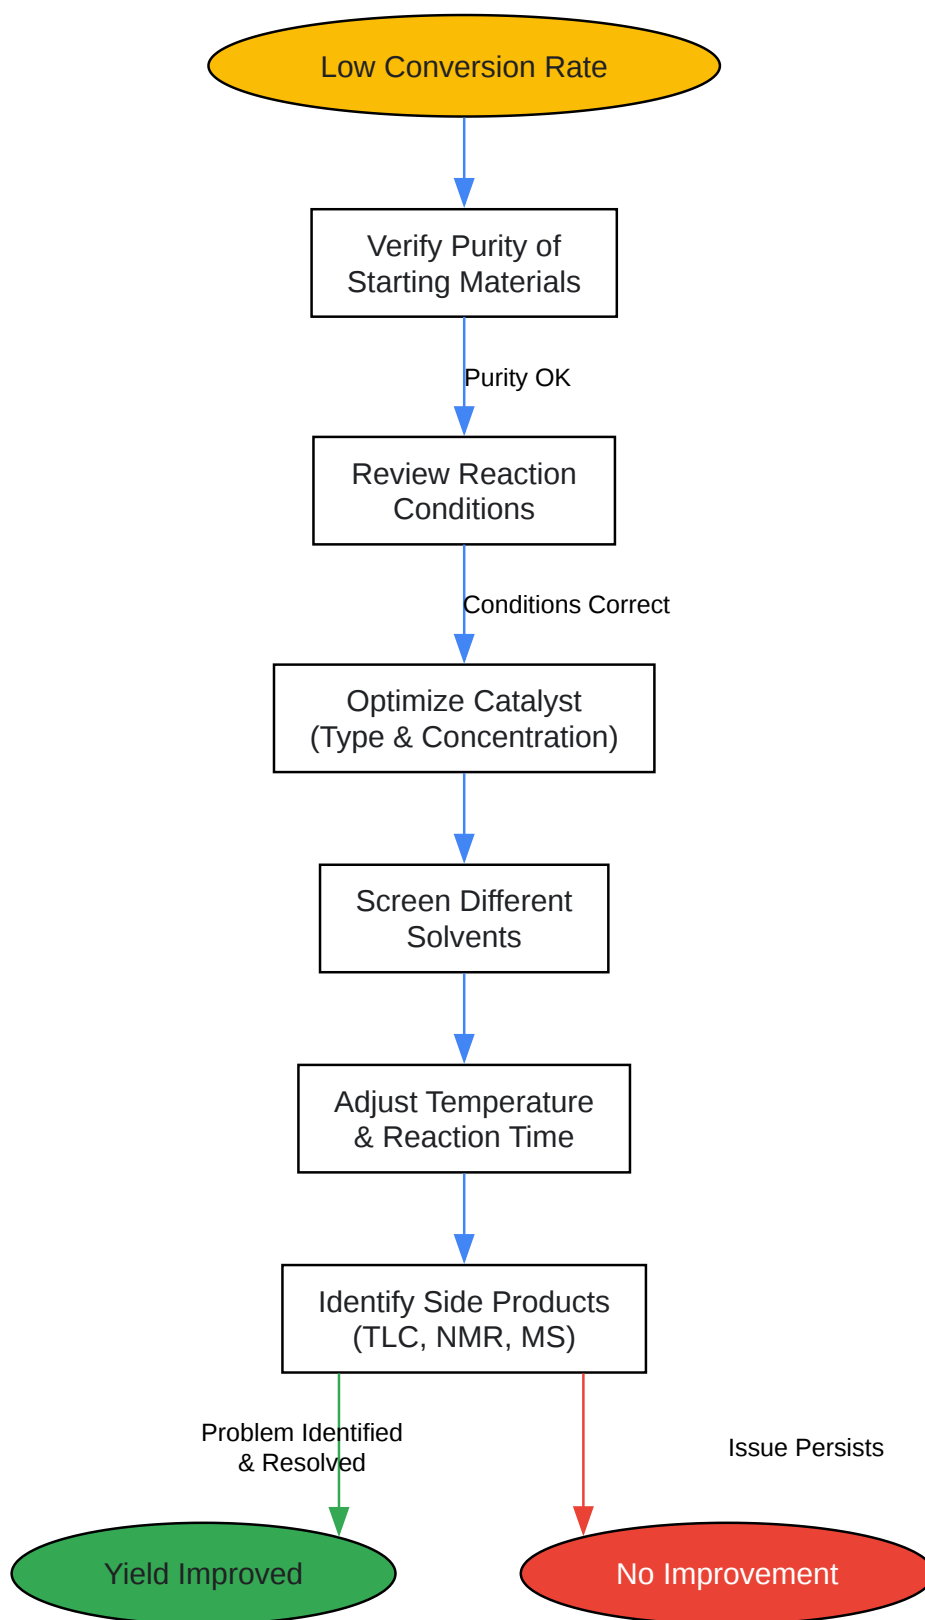 Low Conversion Rate
Verify Purity of
Starting Materials
Purity OK
Review Reaction
Conditions
Conditions Correct
Optimize Catalyst
(Type & Concentration)
Screen Different
Solvents
Adjust Temperature
& Reaction Time
Identify Side Products
(TLC, NMR, MS)
Problem Identified
& Resolved
Issue Persists
Yield Improved
No Improvement